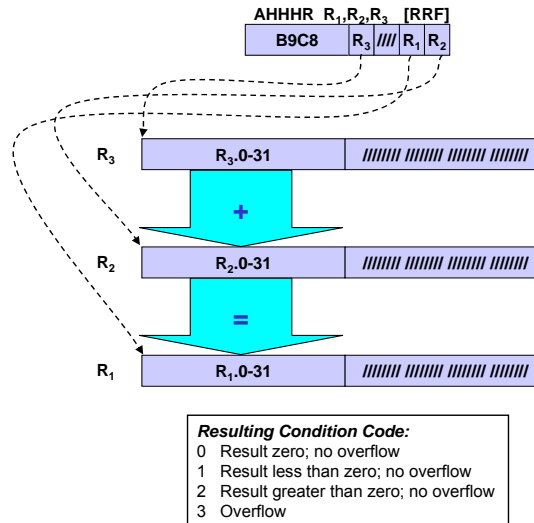 AHHHR R1,R2,R3 [RRF]
B9C8 R3 //// R1 R2
R3 R3.0-31 //////// //////// //////// ////////
+
R2 R2.0-31 //////// //////// //////// ////////
=
R1 R1.0-31 //////// //////// //////// ////////
Resulting Condition Code:
0 Result zero; no overflow
1 Result less than zero; no overflow
2 Result greater than zero; no overflow
3 Overflow